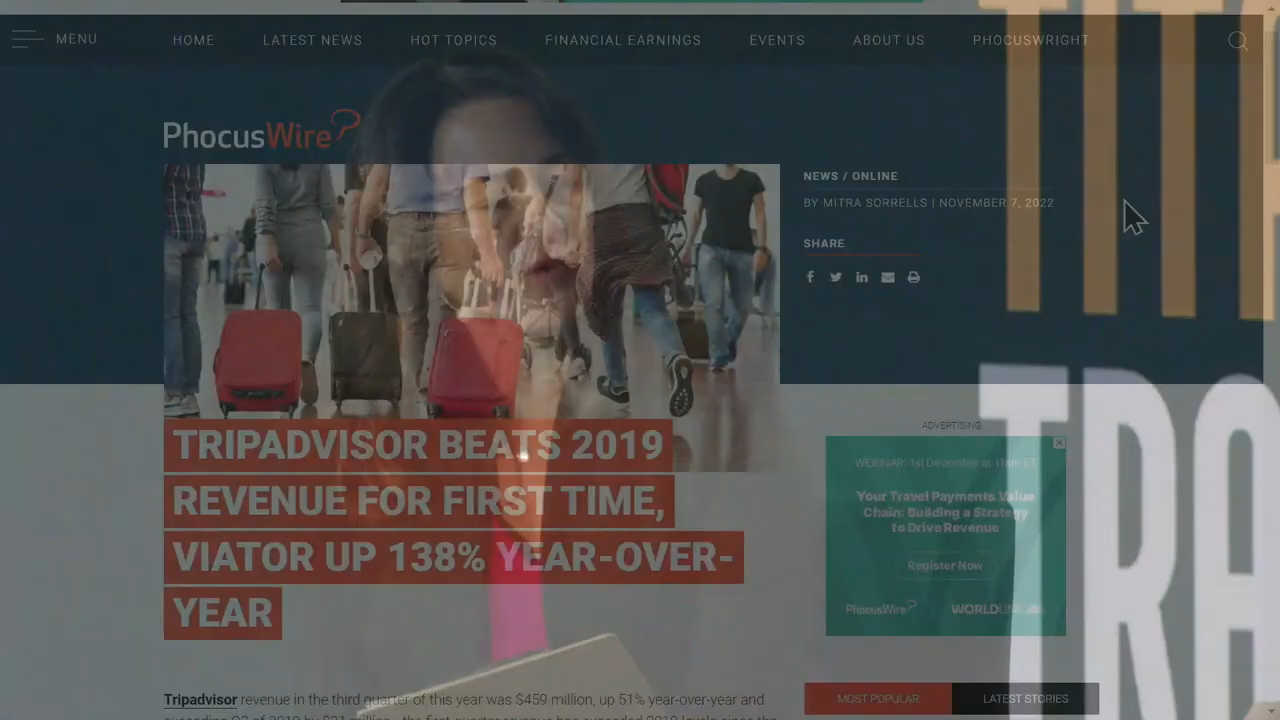 MENU
HOME
LATEST NEWS
HOT TOPICS
FINANCIAL EARNINGS
EVENTS
ABOUT US
PHOCUSWRIGHT
PhocusWire
NEWS / ONLINE
BY MITRA SORRELLS | NOVEMBER 7, 2022
SHARE
TRIPADVISOR BEATS 2019
REVENUE FOR FIRST TIME,
VIATOR UP 138% YEAR-OVER-
YEAR
ADVERTISING
WEBINAR: 1st December at 11am ET
Your Travel Payments Value
Chain: Building a Strategy
to Drive Revenue
Register Now
PhocusWire
Tripadvisor revenue in the third quarter of this year was $459 million, up 51% year-over-year and
MOST POPULAR
LATEST STORIES
TIT
TRA